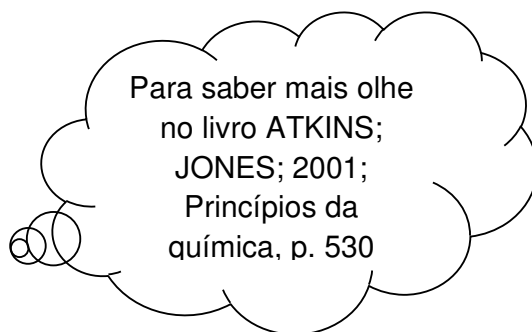 Para saber mais olhe
no livro ATKINS;
JONES; 2001;
Princípios da
química, p. 530